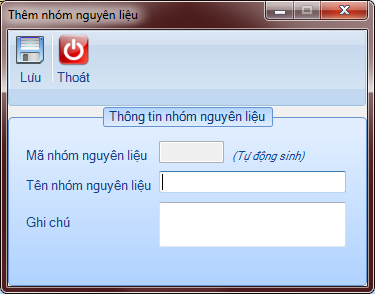 Thêm nhóm nguyên liệu
Lưu Thoát
Thông tin nhóm nguyên liệu
Mã nhóm nguyên liệu (Tự động sinh)
Tên nhóm nguyên liệu
Ghi chú